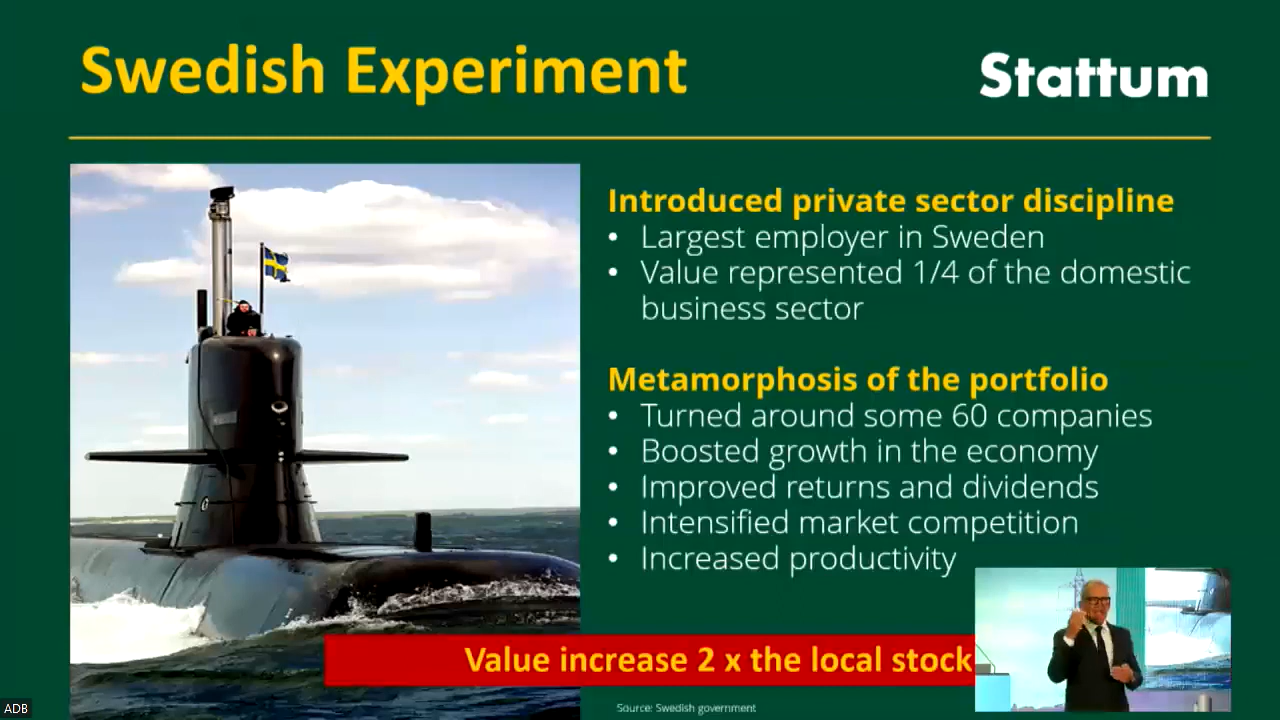 Swedish Experiment
Stattum
Introduced private sector discipline
• Largest employer in Sweden
• Value represented 1/4 of the domestic
business sector
Metamorphosis of the portfolio
• Turned around some 60 companies
• Boosted growth in the economy
• Improved returns and dividends
• Intensified market competition
• Increased productivity
Value increase 2 x the local stock
Source: Swedish government
ADB